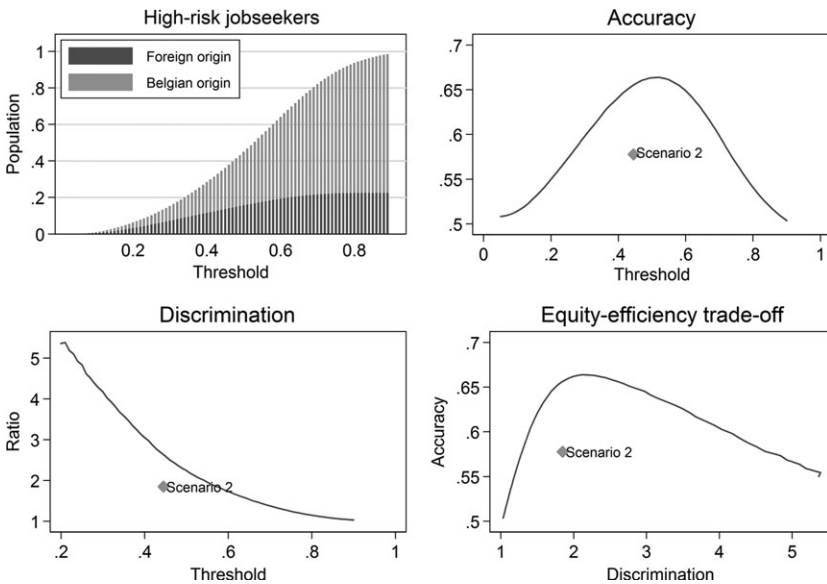 High-risk jobseekers
Foreign origin
Belgian origin
1
.8
.6
.4
.2
0
Population
0.2 0.4 0.6 0.8
Threshold
Accuracy
.7
.65
.6
.55
.5
Scenario 2
0 .2 .4 .6 .8 1
Threshold
Discrimination
5
4
3
2
1
Ratio
Scenario 2
.2 .4 .6 .8 1
Threshold
Equity-efficiency trade-off
.7
.65
.6
.55
.5
Accuracy
Scenario 2
1 2 3 4 5
Discrimination